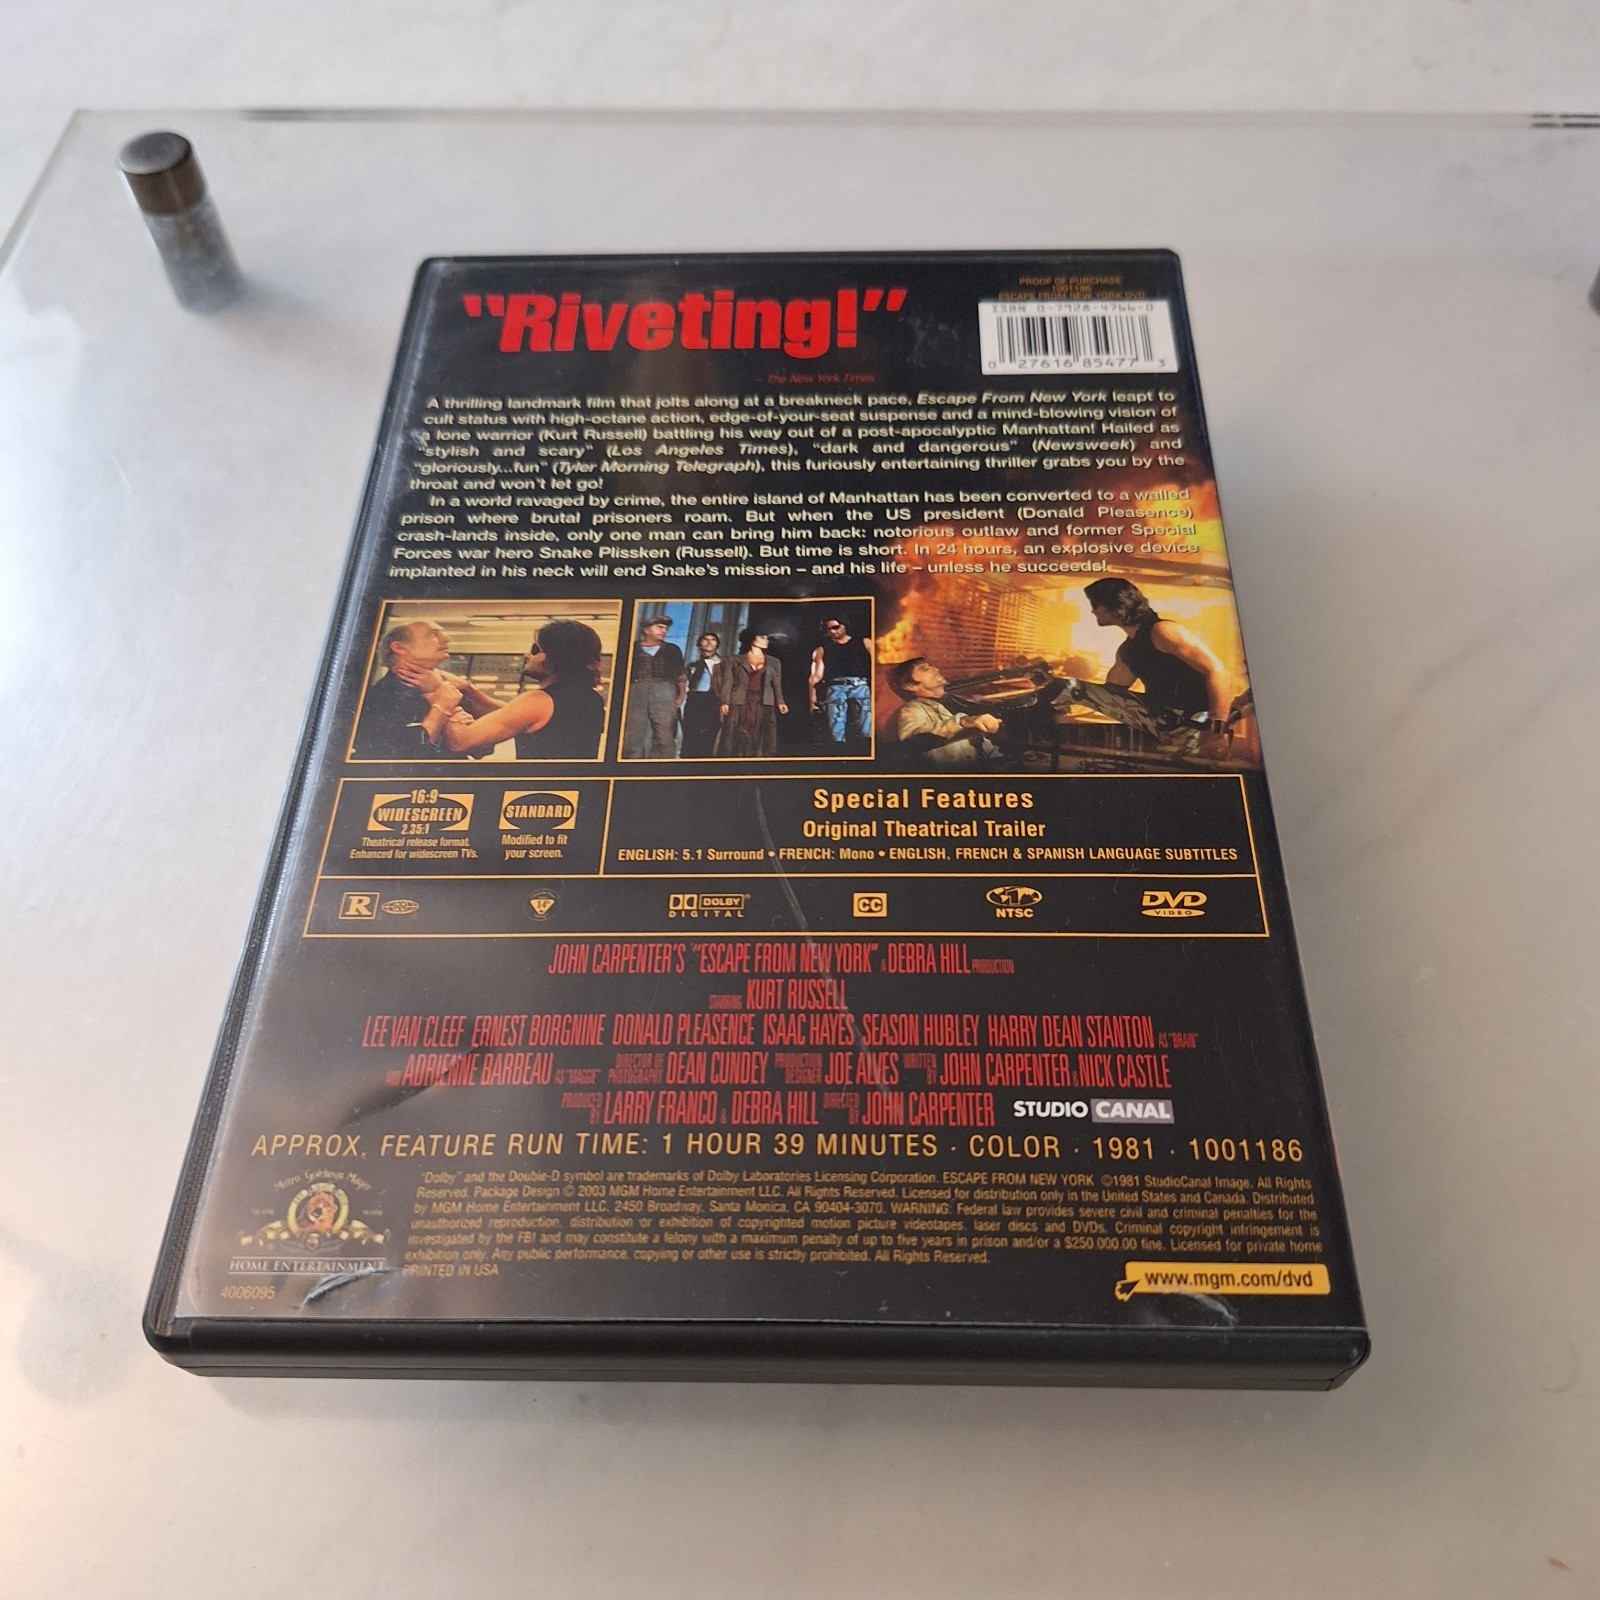 "Riveting!"
– The New York Times
PROOF OF PURCHASE
1001186
ESCAPE FROM NEW YORK DVD
ISBN 0-7928-4766-0
0 27616 85477 3
A thrilling landmark film that jolts along at a breakneck pace, Escape From New York leapt to
cult status with high-octane action, edge-of-your-seat suspense and a mind-blowing vision of
a lone warrior (Kurt Russell) battling his way out of a post-apocalyptic Manhattan! Hailed as
"stylish and scary" (Los Angeles Times), "dark and dangerous" (Newsweek) and
"gloriously...fun" (Tyler Morning Telegraph), this furiously entertaining thriller grabs you by the
throat and won't let go!
In a world ravaged by crime, the entire island of Manhattan has been converted to a walled
prison where brutal prisoners roam. But when the US president (Donald Pleasence)
crash-lands inside, only one man can bring him back: notorious outlaw and former Special
Forces war hero Snake Plissken (Russell). But time is short. In 24 hours, an explosive device
implanted in his neck will end Snake's mission – and his life – unless he succeeds!
16:9
WIDESCREEN
2.35:1
Theatrical release format.
Enhanced for widescreen TVs.
STANDARD
Modified to fit
your screen.
Special Features
Original Theatrical Trailer
ENGLISH: 5.1 Surround • FRENCH: Mono • ENGLISH, FRENCH & SPANISH LANGUAGE SUBTITLES
R
14
DOLBY
DIGITAL
CC
1
NTSC
DVD
VIDEO
JOHN CARPENTER'S "ESCAPE FROM NEW YORK" A DEBRA HILL PRODUCTION
STARRING KURT RUSSELL
LEE VAN CLEEF ERNEST BORGNINE DONALD PLEASENCE ISAAC HAYES SEASON HUBLEY HARRY DEAN STANTON AS "BRAIN"
AND ADRIENNE BARBEAU AS "MAGGIE" DIRECTOR OF PHOTOGRAPHY DEAN CUNDEY PRODUCTION DESIGNER JOE ALVES WRITTEN BY JOHN CARPENTER & NICK CASTLE
PRODUCED BY LARRY FRANCO & DEBRA HILL DIRECTED BY JOHN CARPENTER STUDIO CANAL
APPROX. FEATURE RUN TIME: 1 HOUR 39 MINUTES · COLOR · 1981 · 1001186
Metro Goldwyn Mayer
HOME ENTERTAINMENT
4006095
"Dolby" and the Double-D symbol are trademarks of Dolby Laboratories Licensing Corporation. ESCAPE FROM NEW YORK ©1981 StudioCanal Image. All Rights
Reserved. Package Design © 2003 MGM Home Entertainment LLC. All Rights Reserved. Licensed for distribution only in the United States and Canada. Distributed
by MGM Home Entertainment LLC, 2450 Broadway, Santa Monica, CA 90404-3070. WARNING: Federal law provides severe civil and criminal penalties for the
unauthorized reproduction, distribution or exhibition of copyrighted motion picture videotapes, laser discs and DVDs. Criminal copyright infringement is
investigated by the FBI and may constitute a felony with a maximum penalty of up to five years in prison and/or a $250,000.00 fine. Licensed for private home
exhibition only. Any public performance, copying or other use is strictly prohibited. All Rights Reserved.
PRINTED IN USA
www.mgm.com/dvd